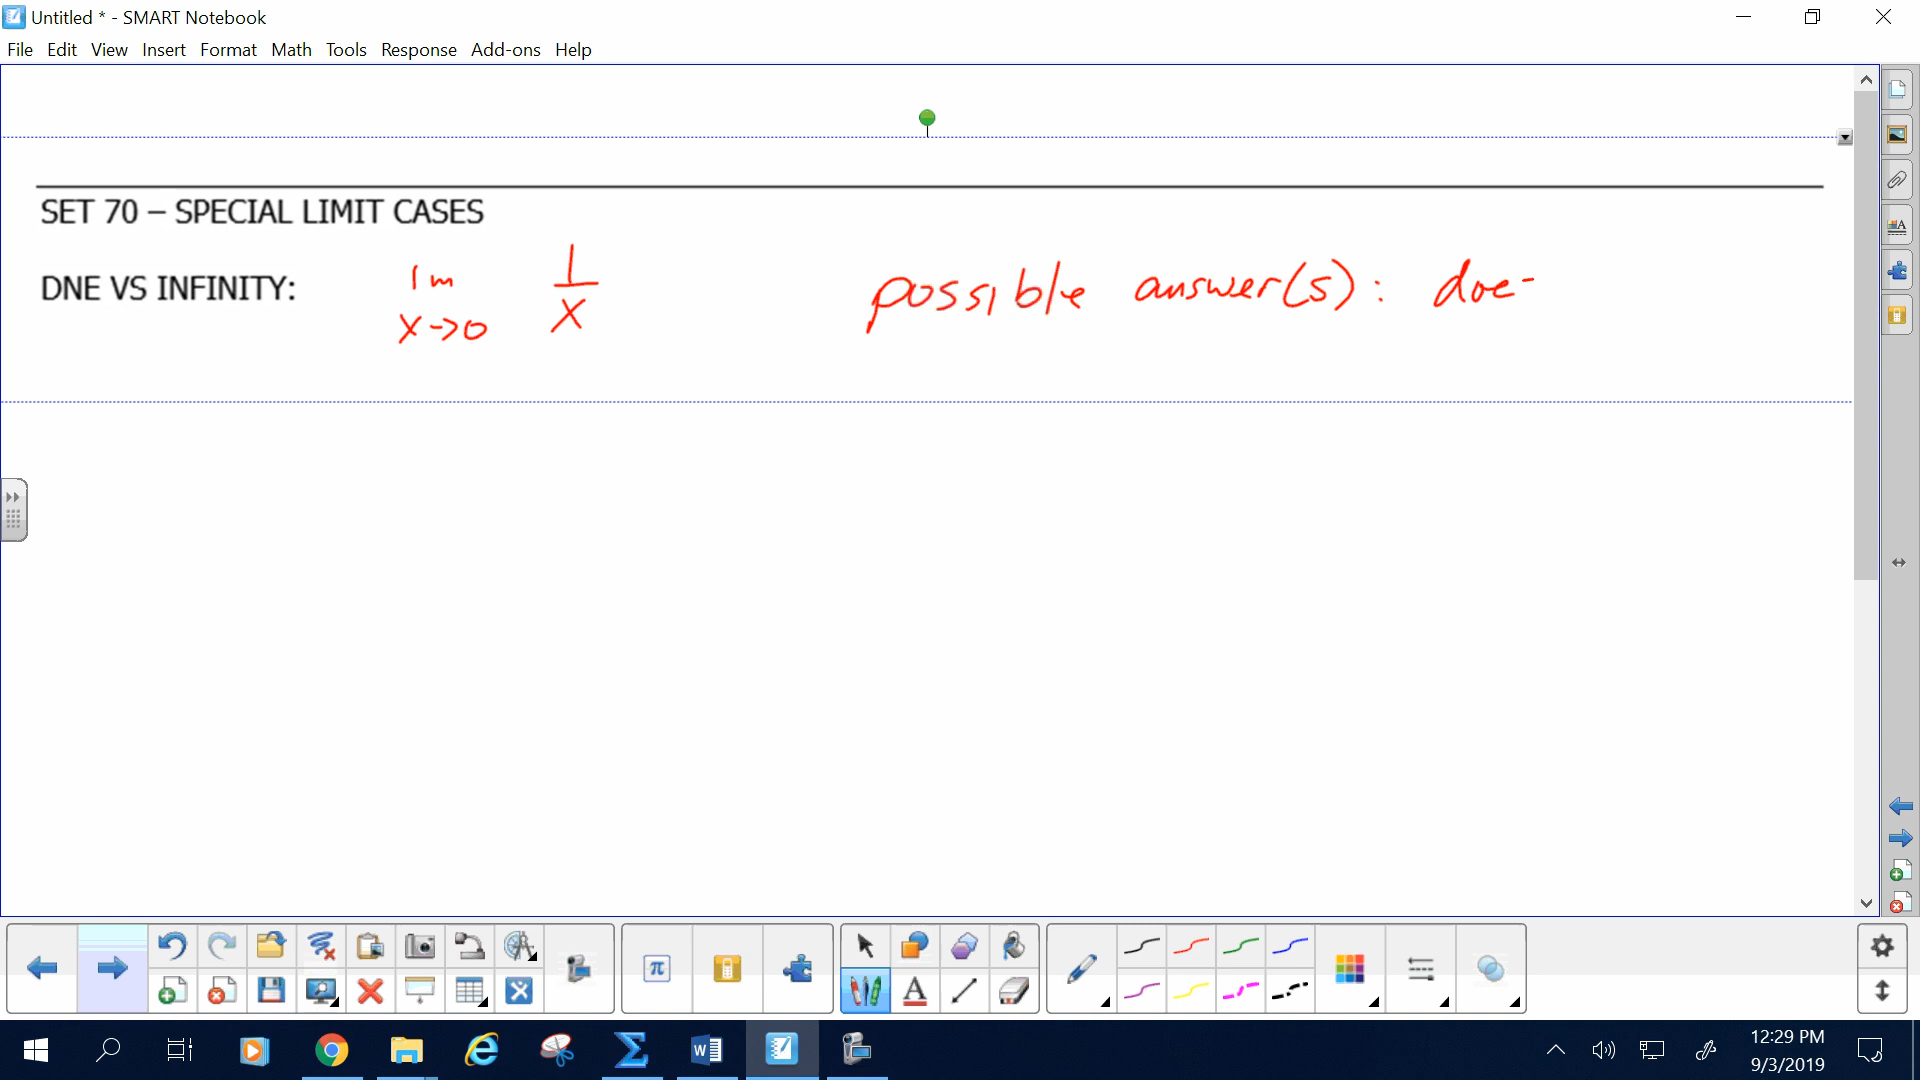 Untitled * - SMART Notebook
File Edit View Insert Format Math Tools Response Add-ons Help
SET 70 – SPECIAL LIMIT CASES
DNE VS INFINITY: lim x→0 1/x possible answer(s): dne
12:29 PM
9/3/2019